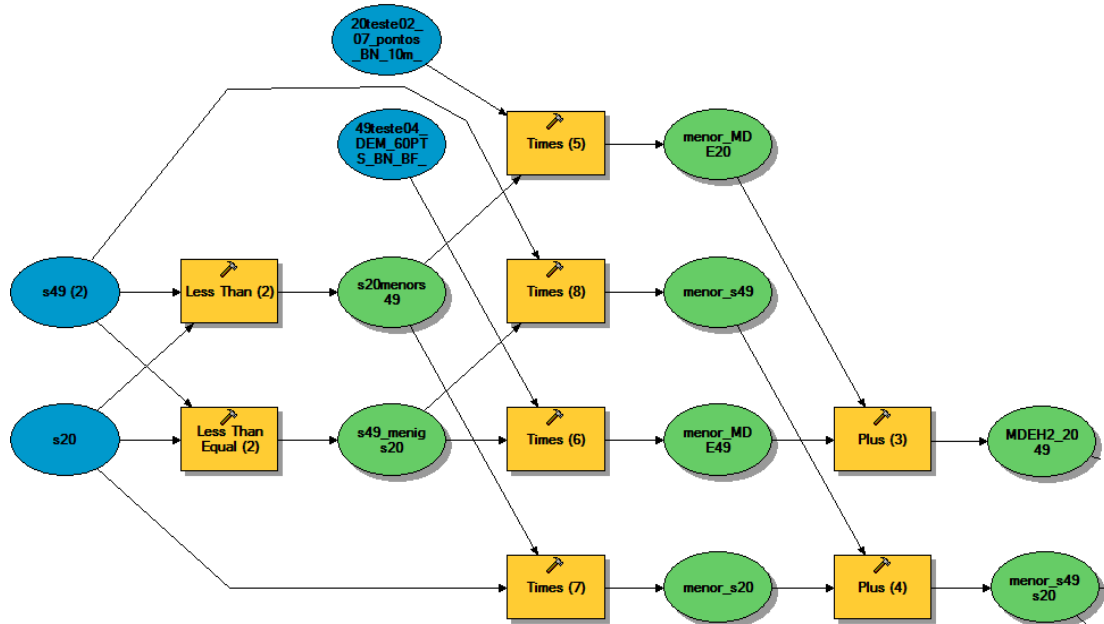 20teste02_
07_pontos
_BN_10m_
49teste04_
DEM_60PT
S_BN_BF_
Times (5)
menor_MD
E20
s49 (2)
Less Than (2)
s20menors
49
Times (8)
menor_s49
s20
Less Than
Equal (2)
s49_menig
s20
Times (6)
menor_MD
E49
Plus (3)
MDEH2_20
49
Times (7)
menor_s20
Plus (4)
menor_s49
s20